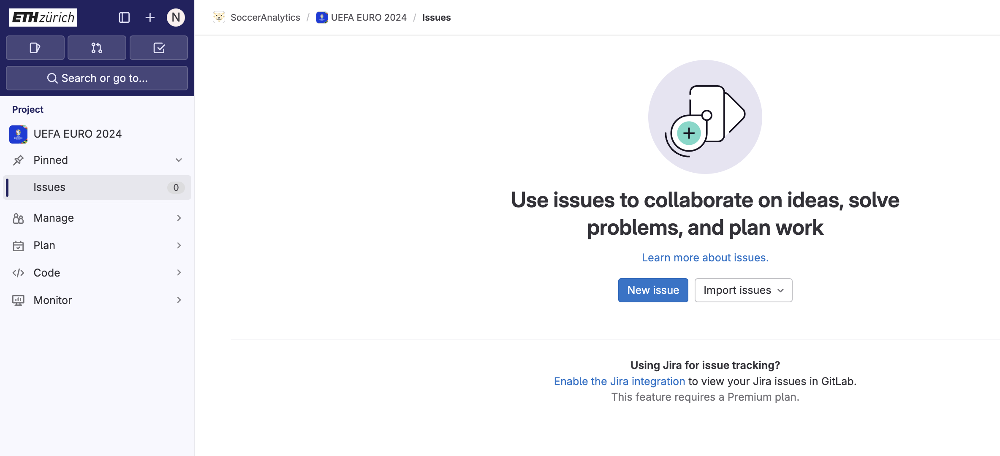 ETH zürich
N
Search or go to...
Project
UEFA EURO 2024
Pinned
Issues 0
Manage
Plan
Code
Monitor
SoccerAnalytics / UEFA EURO 2024 / Issues
Use issues to collaborate on ideas, solve
problems, and plan work
Learn more about issues.
New issue Import issues
Using Jira for issue tracking?
Enable the Jira integration to view your Jira issues in GitLab.
This feature requires a Premium plan.